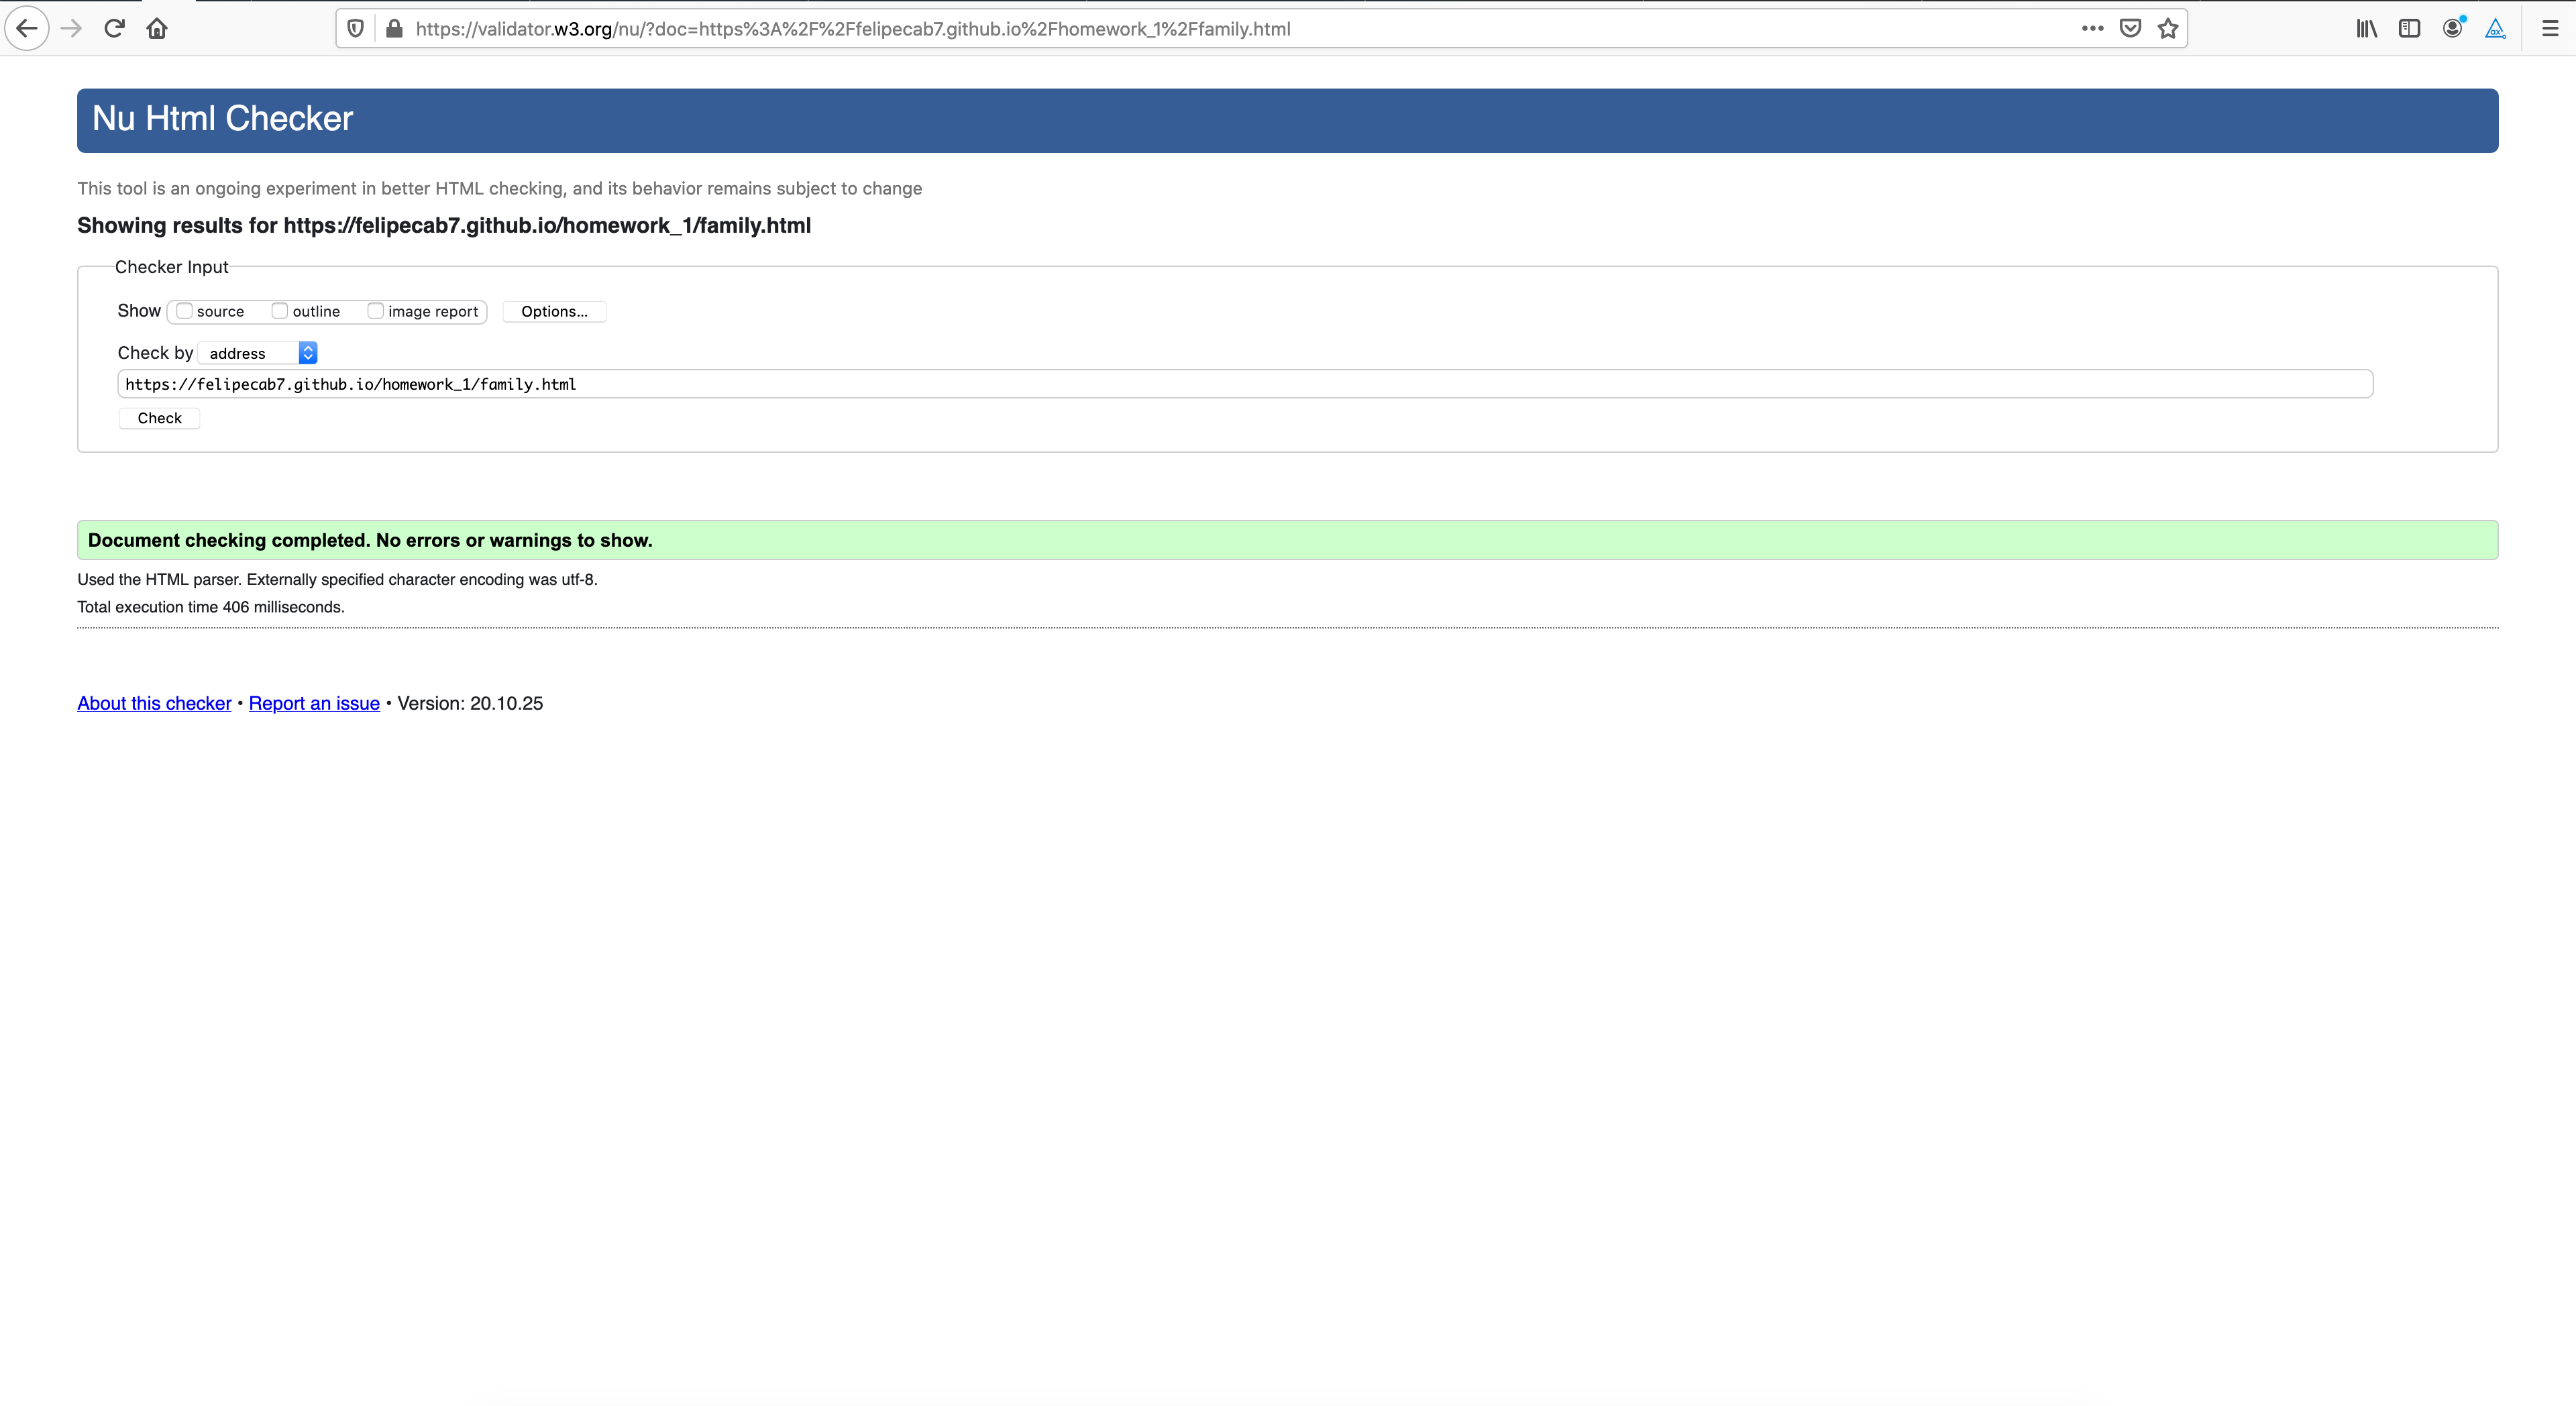 https://validator.w3.org/nu/?doc=https%3A%2F%2Ffelipecab7.github.io%2Fhomework_1%2Ffamily.html
Nu Html Checker
This tool is an ongoing experiment in better HTML checking, and its behavior remains subject to change
Showing results for https://felipecab7.github.io/homework_1/family.html
Checker Input
Show source outline image report Options...
Check by address
https://felipecab7.github.io/homework_1/family.html
Check
Document checking completed. No errors or warnings to show.
Used the HTML parser. Externally specified character encoding was utf-8.
Total execution time 406 milliseconds.
About this checker • Report an issue • Version: 20.10.25